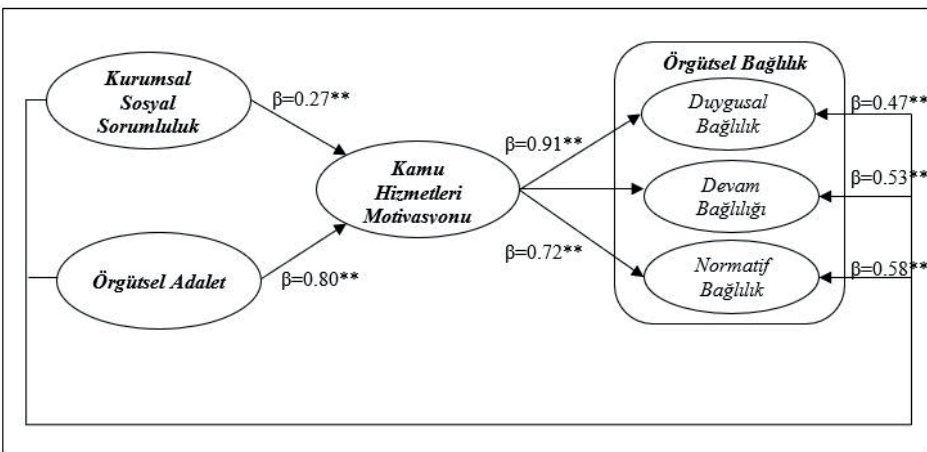 Kurumsal
Sosyal
Sorumluluk
β=0.27**
Örgütsel Adalet
β=0.80**
Kamu
Hizmetleri
Motivasyonu
β=0.91**
β=0.72**
Örgütsel Bağlılık
Duygusal
Bağlılık
β=0.47**
Devam
Bağlılığı
β=0.53**
Normatif
Bağlılık
β=0.58**